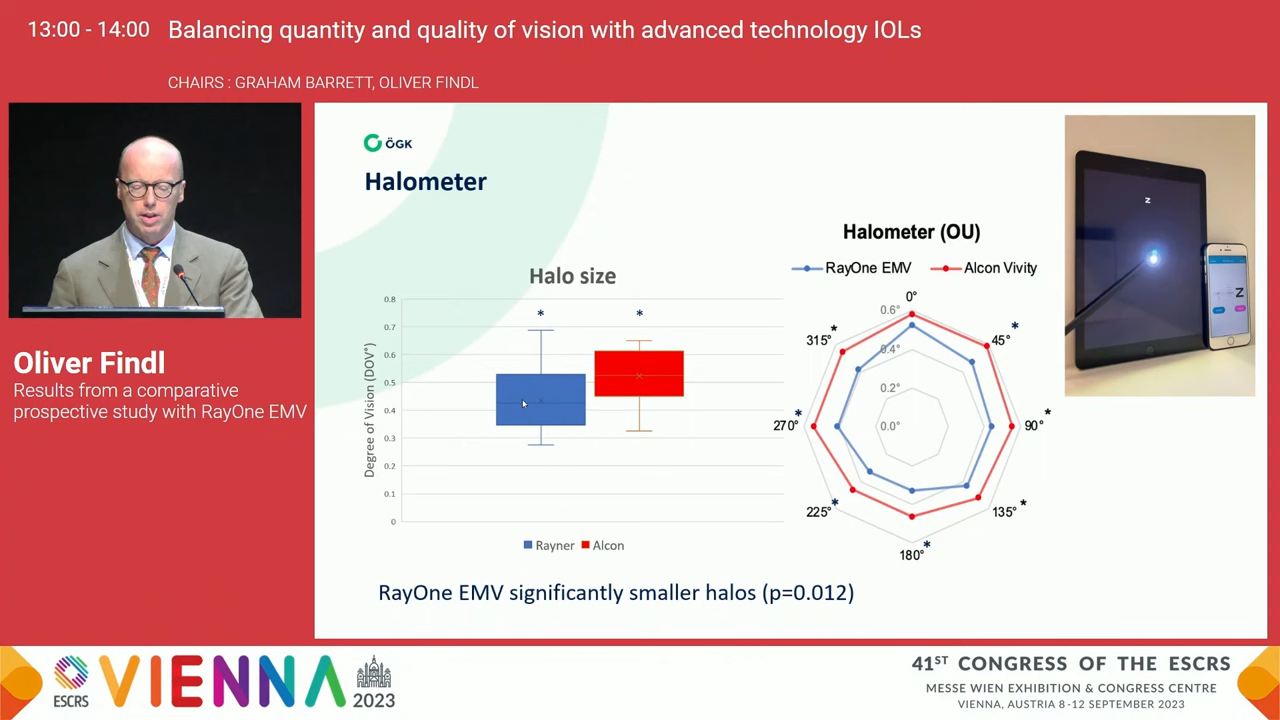 13:00 - 14:00 Balancing quantity and quality of vision with advanced technology IOLs
CHAIRS : GRAHAM BARRETT, OLIVER FINDL
Oliver Findl
Results from a comparative
prospective study with RayOne EMV
ÖGK
Halometer
Halo size
0.8
0.7
0.6
0.5
0.4
0.3
0.2
0.1
0
Degree of Vision (DOV°)
* *
Rayner Alcon
Halometer (OU)
RayOne EMV Alcon Vivity
0°
0.6°
0.4°
0.2°
0.0°
45° *
90° *
135° *
180° *
225° *
270° *
315° *
RayOne EMV significantly smaller halos (p=0.012)
Z
Z
ESCRS
VIENNA
2023
41ST CONGRESS OF THE ESCRS
MESSE WIEN EXHIBITION & CONGRESS CENTRE
VIENNA, AUSTRIA 8 -12 SEPTEMBER 2023